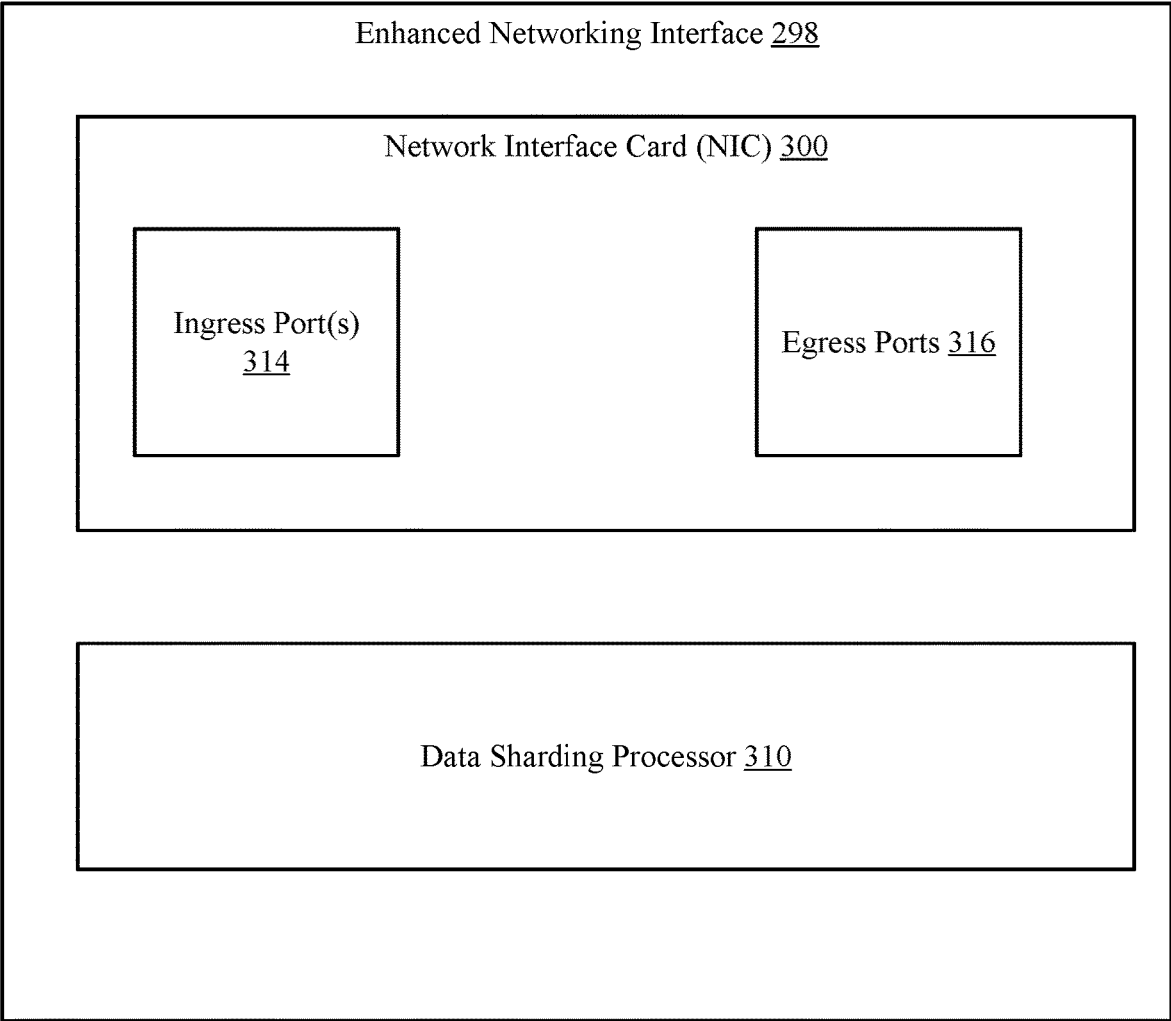 Enhanced Networking Interface 298
Network Interface Card (NIC) 300
Ingress Port(s)
314
Egress Ports 316
Data Sharding Processor 310